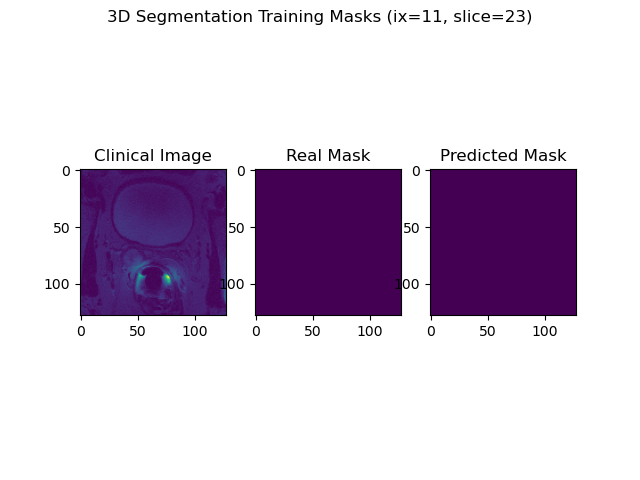 3D Segmentation Training Masks (ix=11, slice=23)
Clinical Image Real Mask Predicted Mask
0 0 0
50 50 50
100 100 100
0 50 100 0 50 100 0 50 100